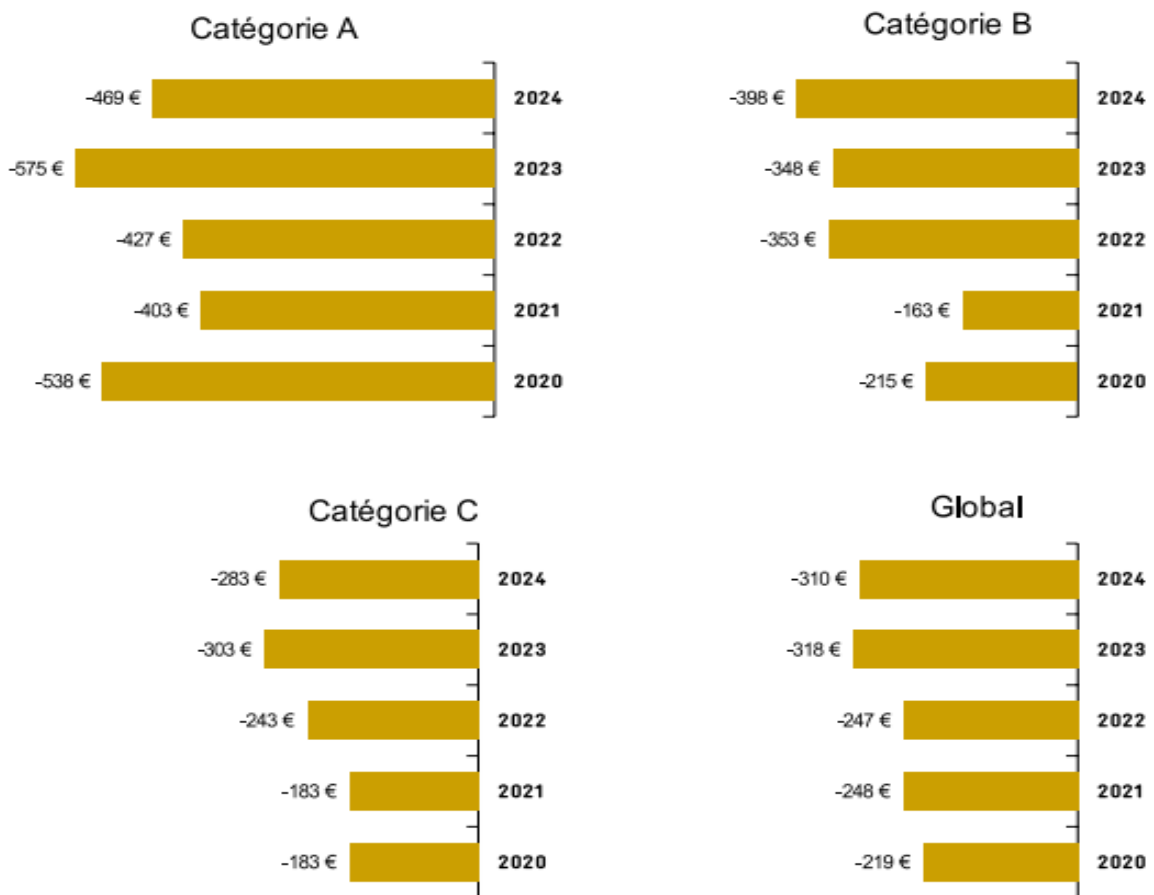 Catégorie A
-469 € 2024
-575 € 2023
-427 € 2022
-403 € 2021
-538 € 2020
Catégorie B
-398 € 2024
-348 € 2023
-353 € 2022
-163 € 2021
-215 € 2020
Catégorie C
-283 € 2024
-303 € 2023
-243 € 2022
-183 € 2021
-183 € 2020
Global
-310 € 2024
-318 € 2023
-247 € 2022
-248 € 2021
-219 € 2020